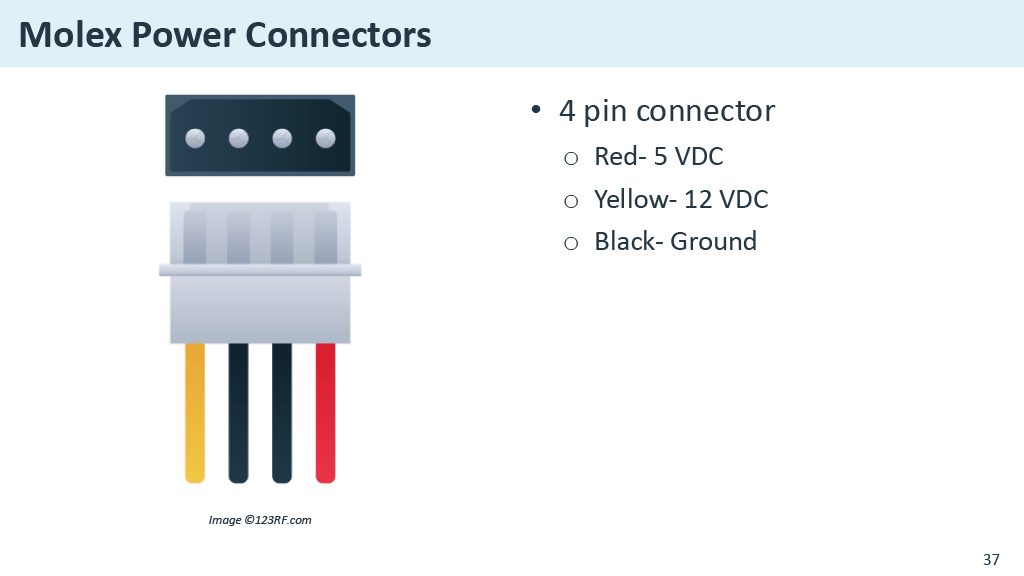 Molex Power Connectors
• 4 pin connector
o Red- 5 VDC
o Yellow- 12 VDC
o Black- Ground
Image ©123RF.com
37